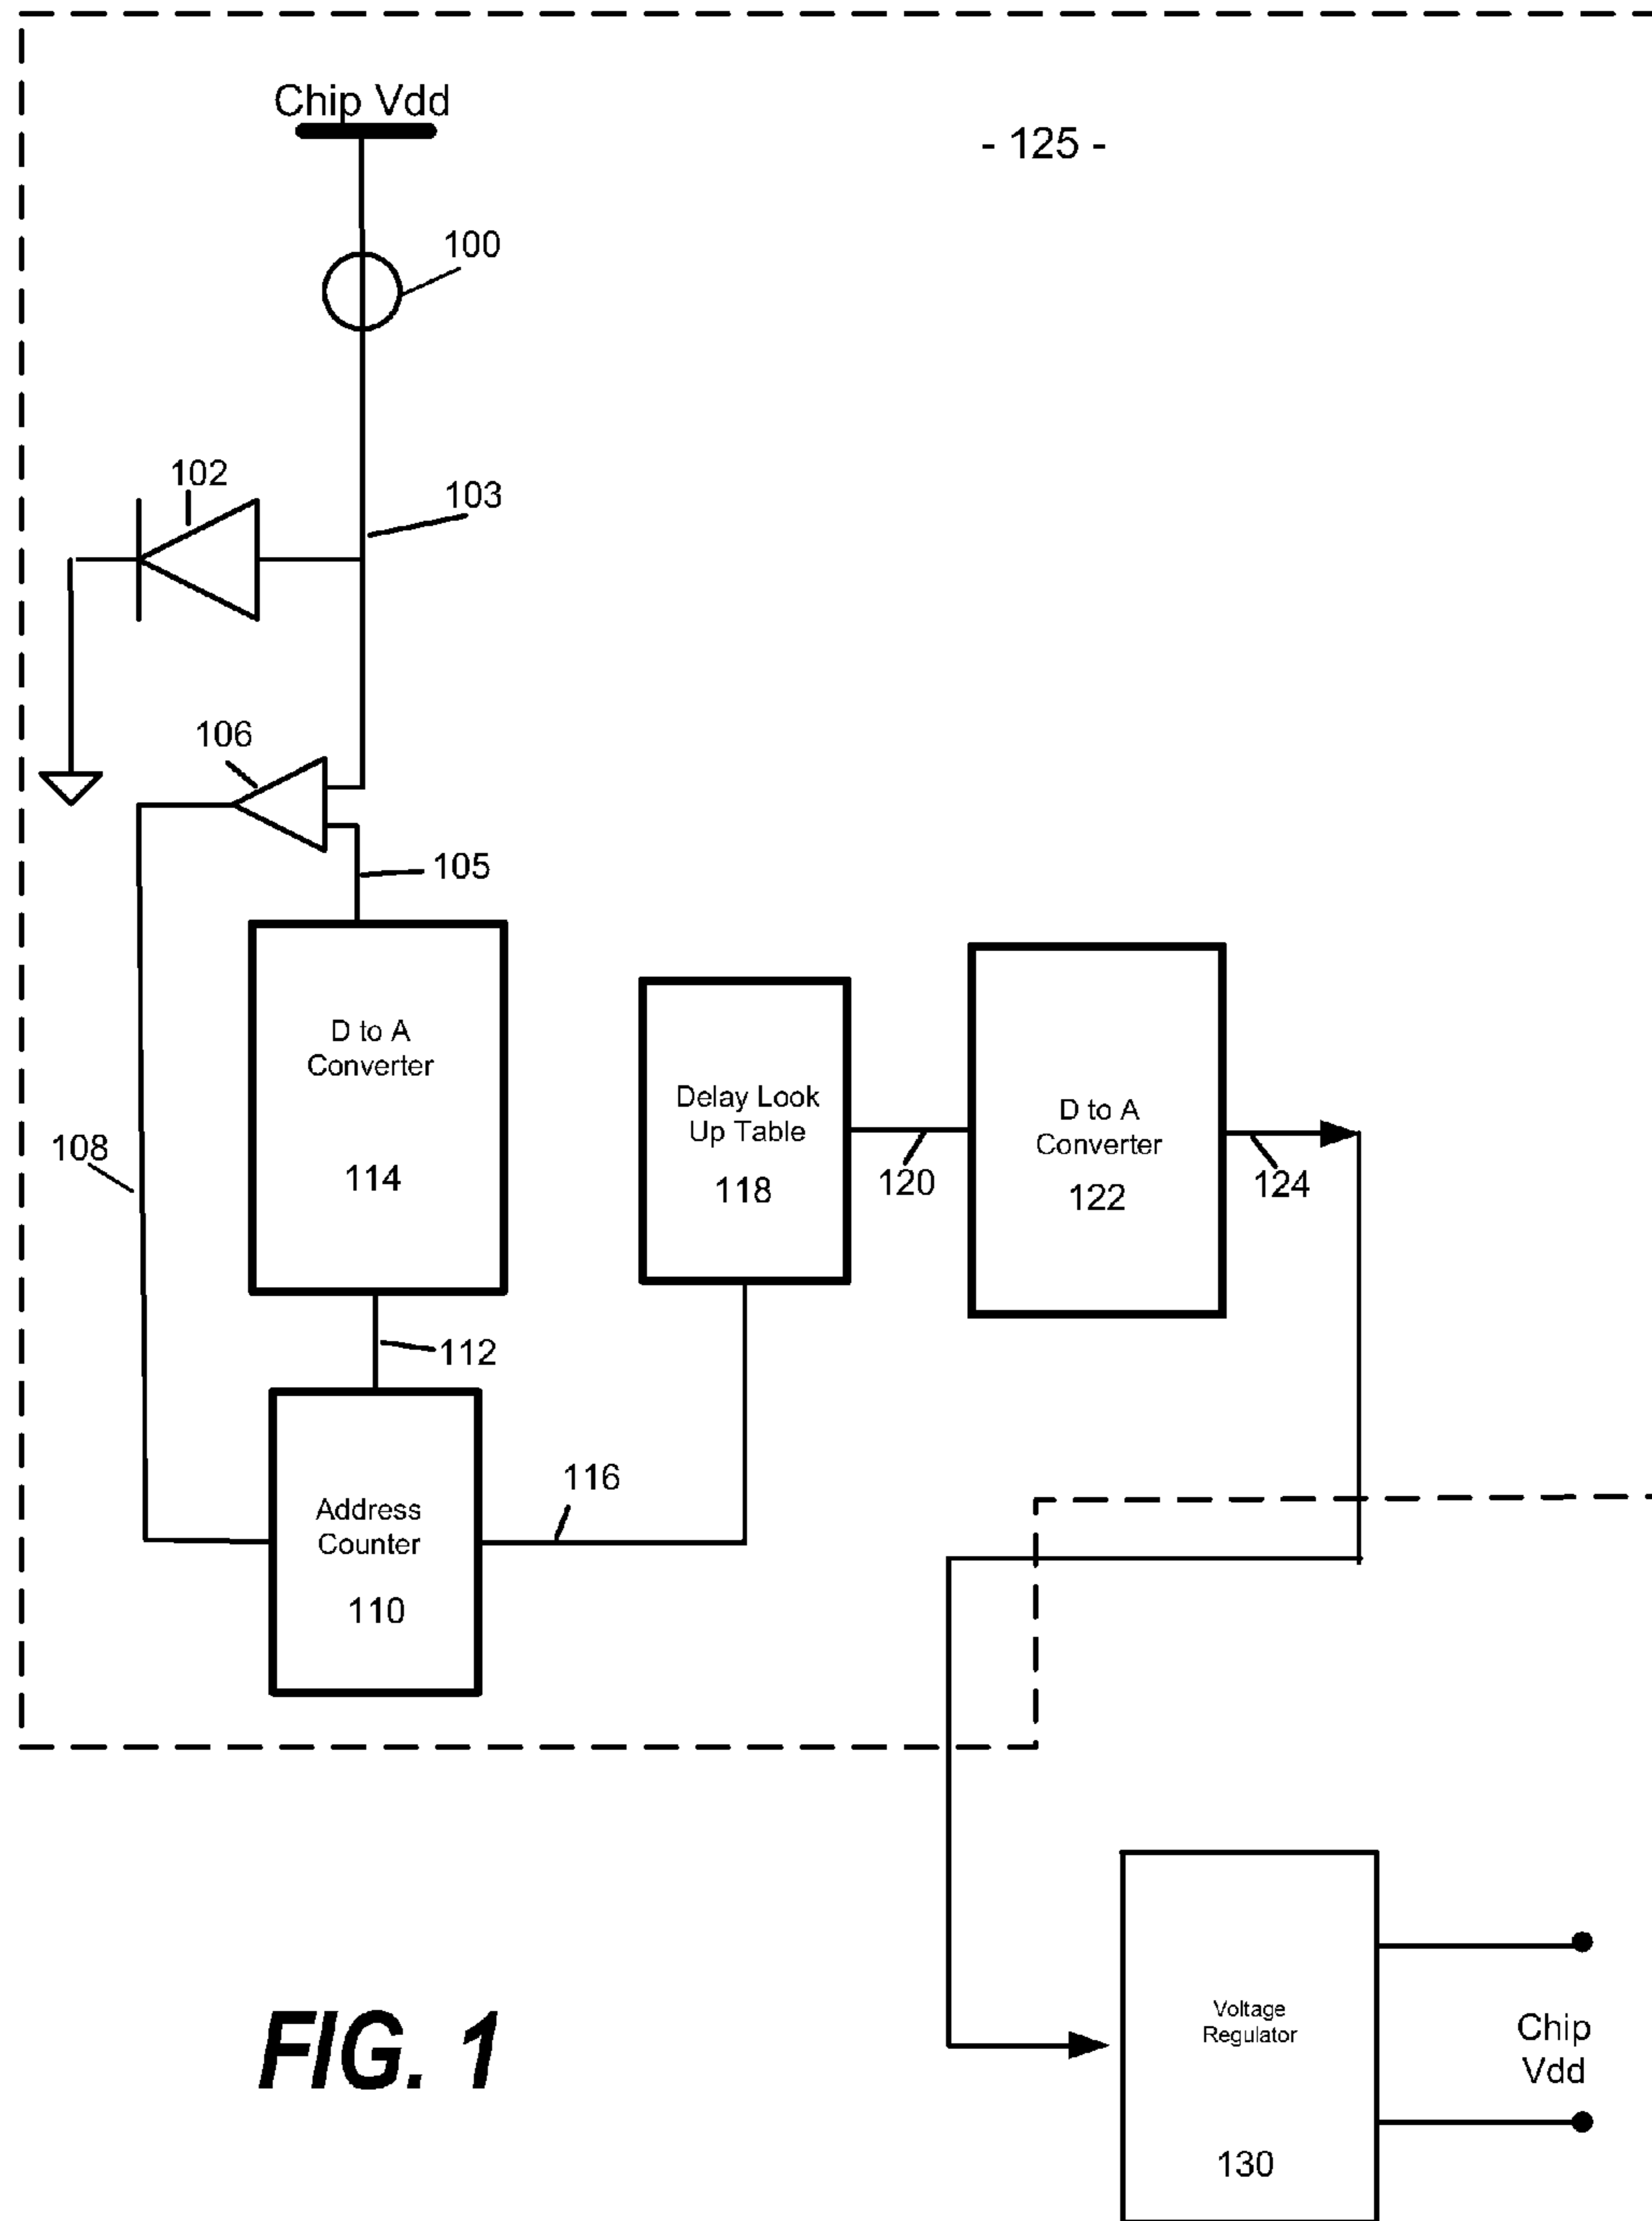 Chip Vdd
- 125 -
100
102
103
106
105
D to A
Converter
114
Delay Look
Up Table
118
D to A
Converter
122
108
120
124
112
116
Address
Counter
110
Voltage
Regulator
130
Chip
Vdd
FIG. 1